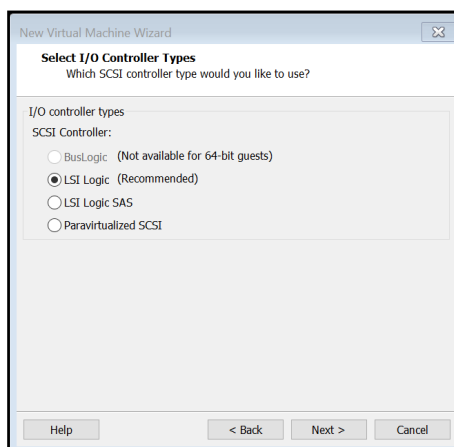 New Virtual Machine Wizard
Select I/O Controller Types
Which SCSI controller type would you like to use?
I/O controller types
SCSI Controller:
BusLogic (Not available for 64-bit guests)
LSI Logic (Recommended)
LSI Logic SAS
Paravirtualized SCSI
Help < Back Next > Cancel